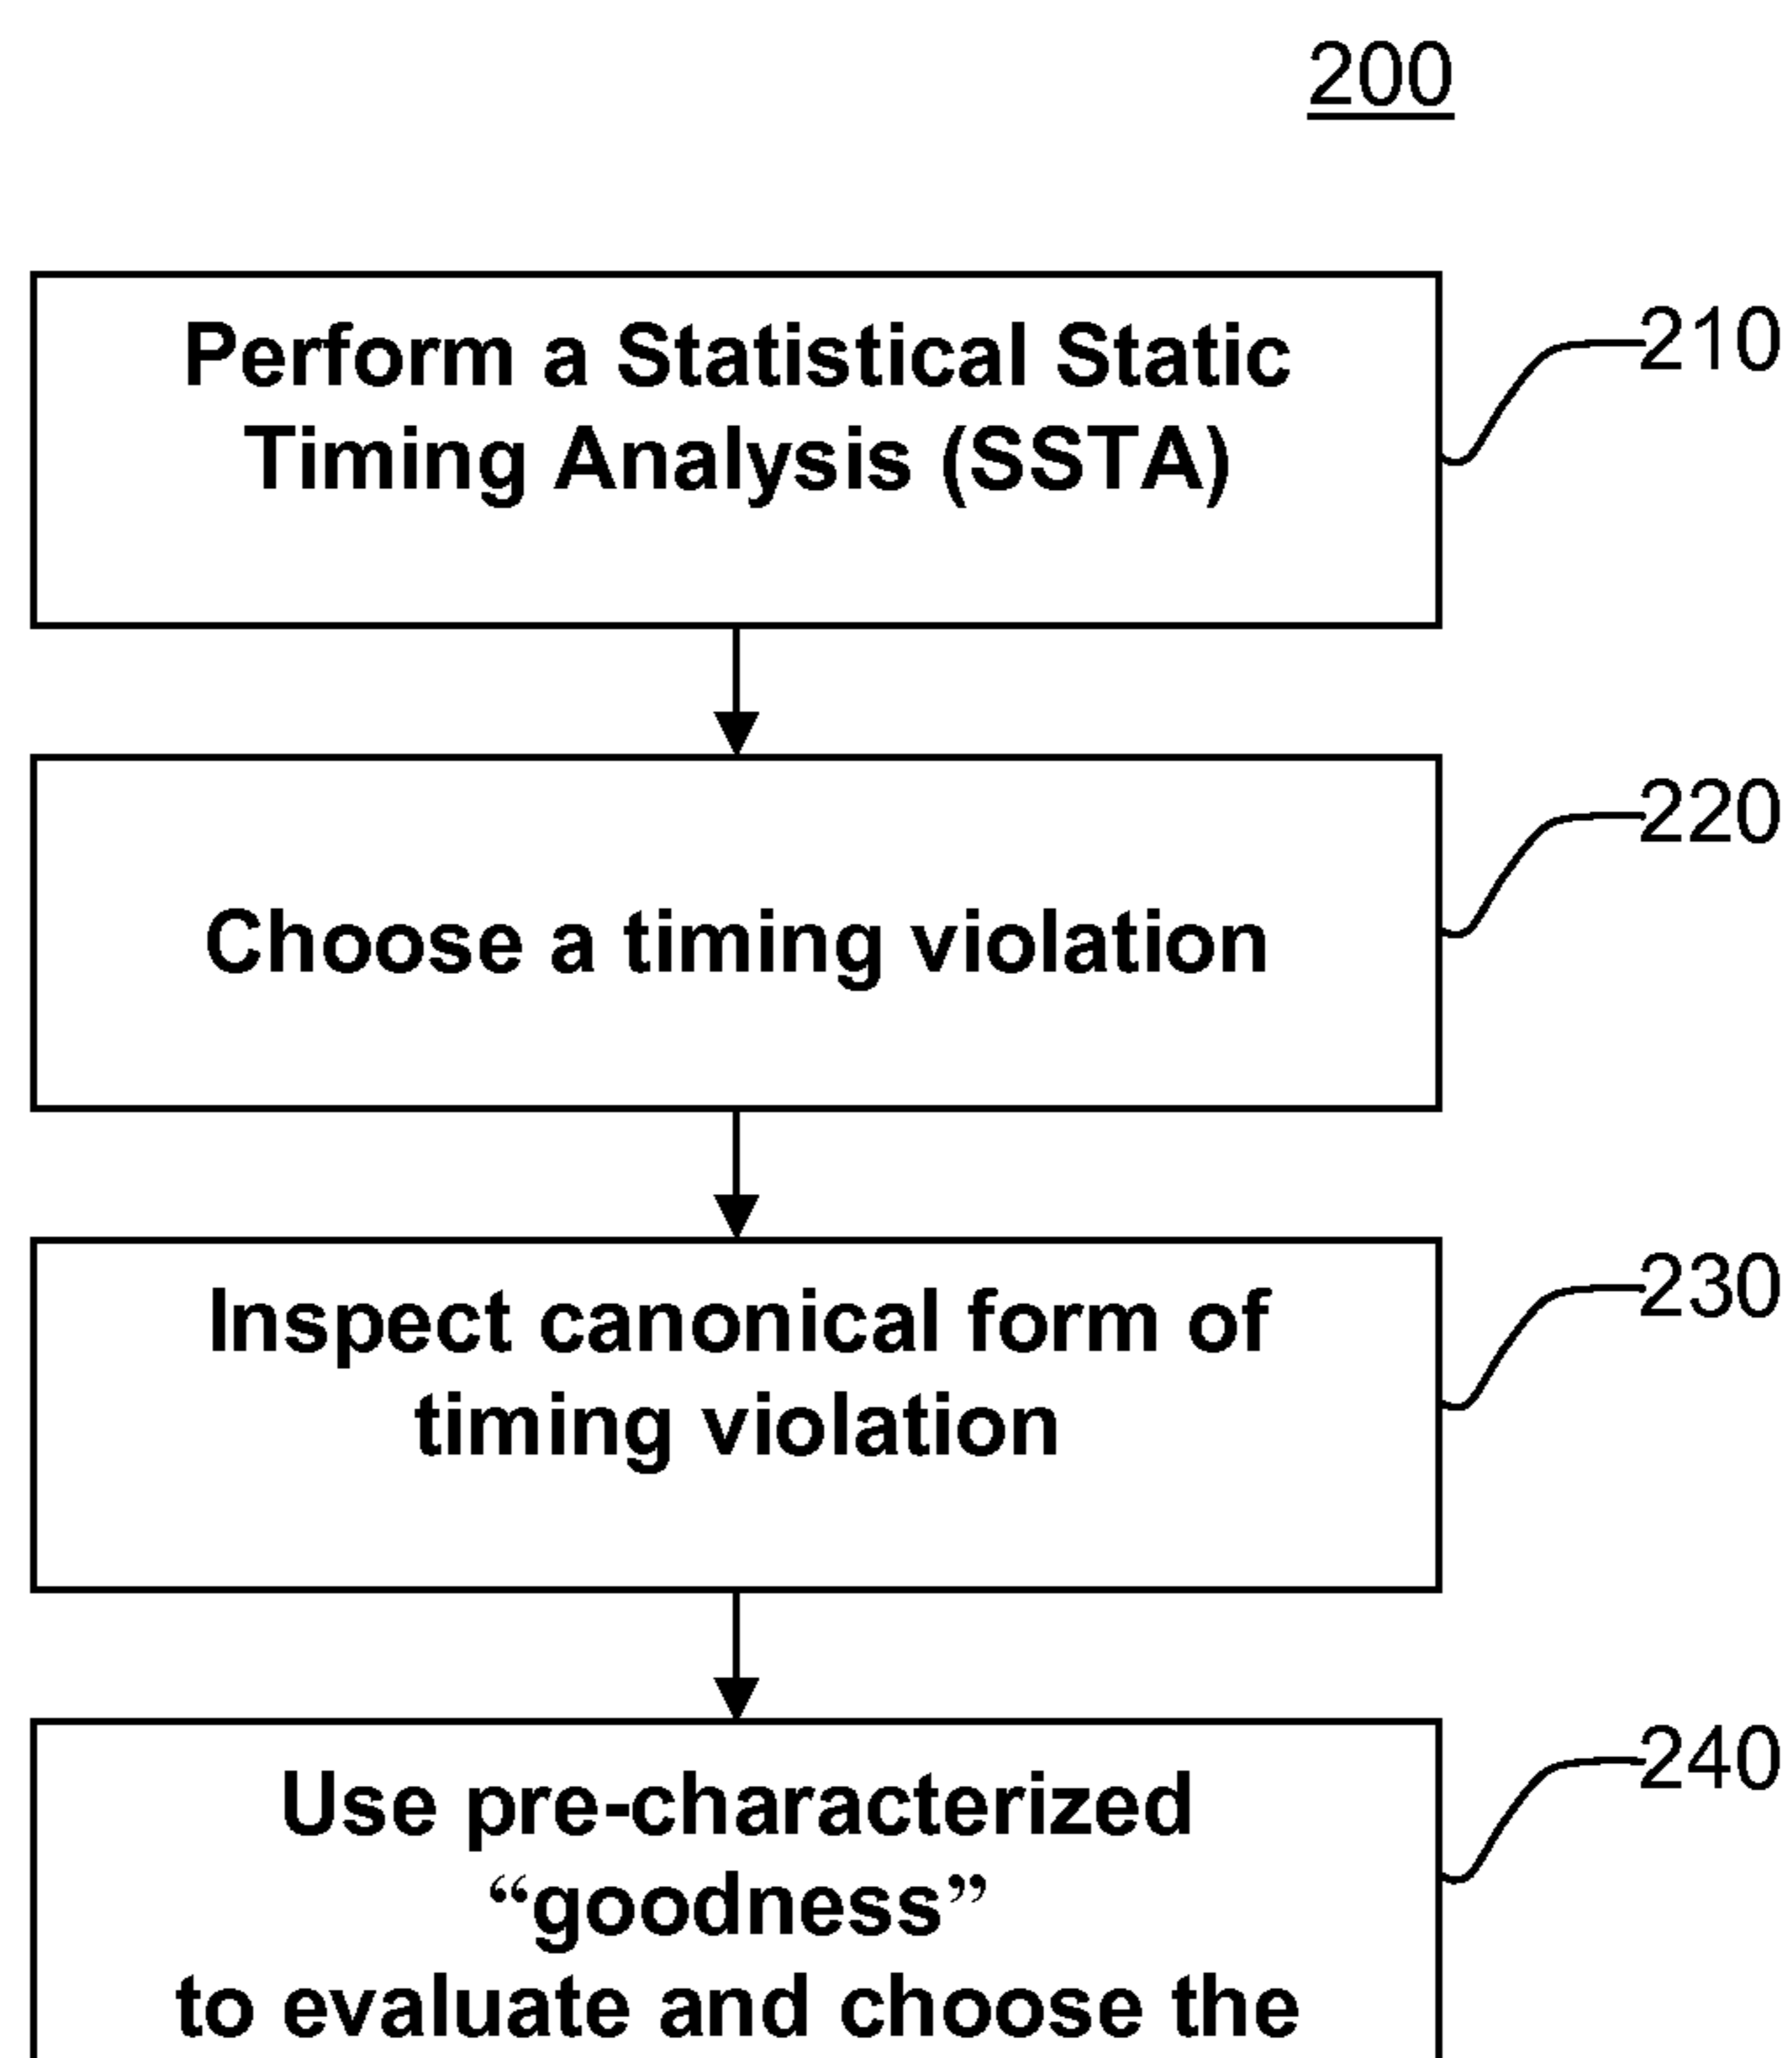 200
Perform a Statistical Static
Timing Analysis (SSTA)
210
Choose a timing violation
220
Inspect canonical form of
timing violation
230
Use pre-characterized
“goodness”
to evaluate and choose the
240